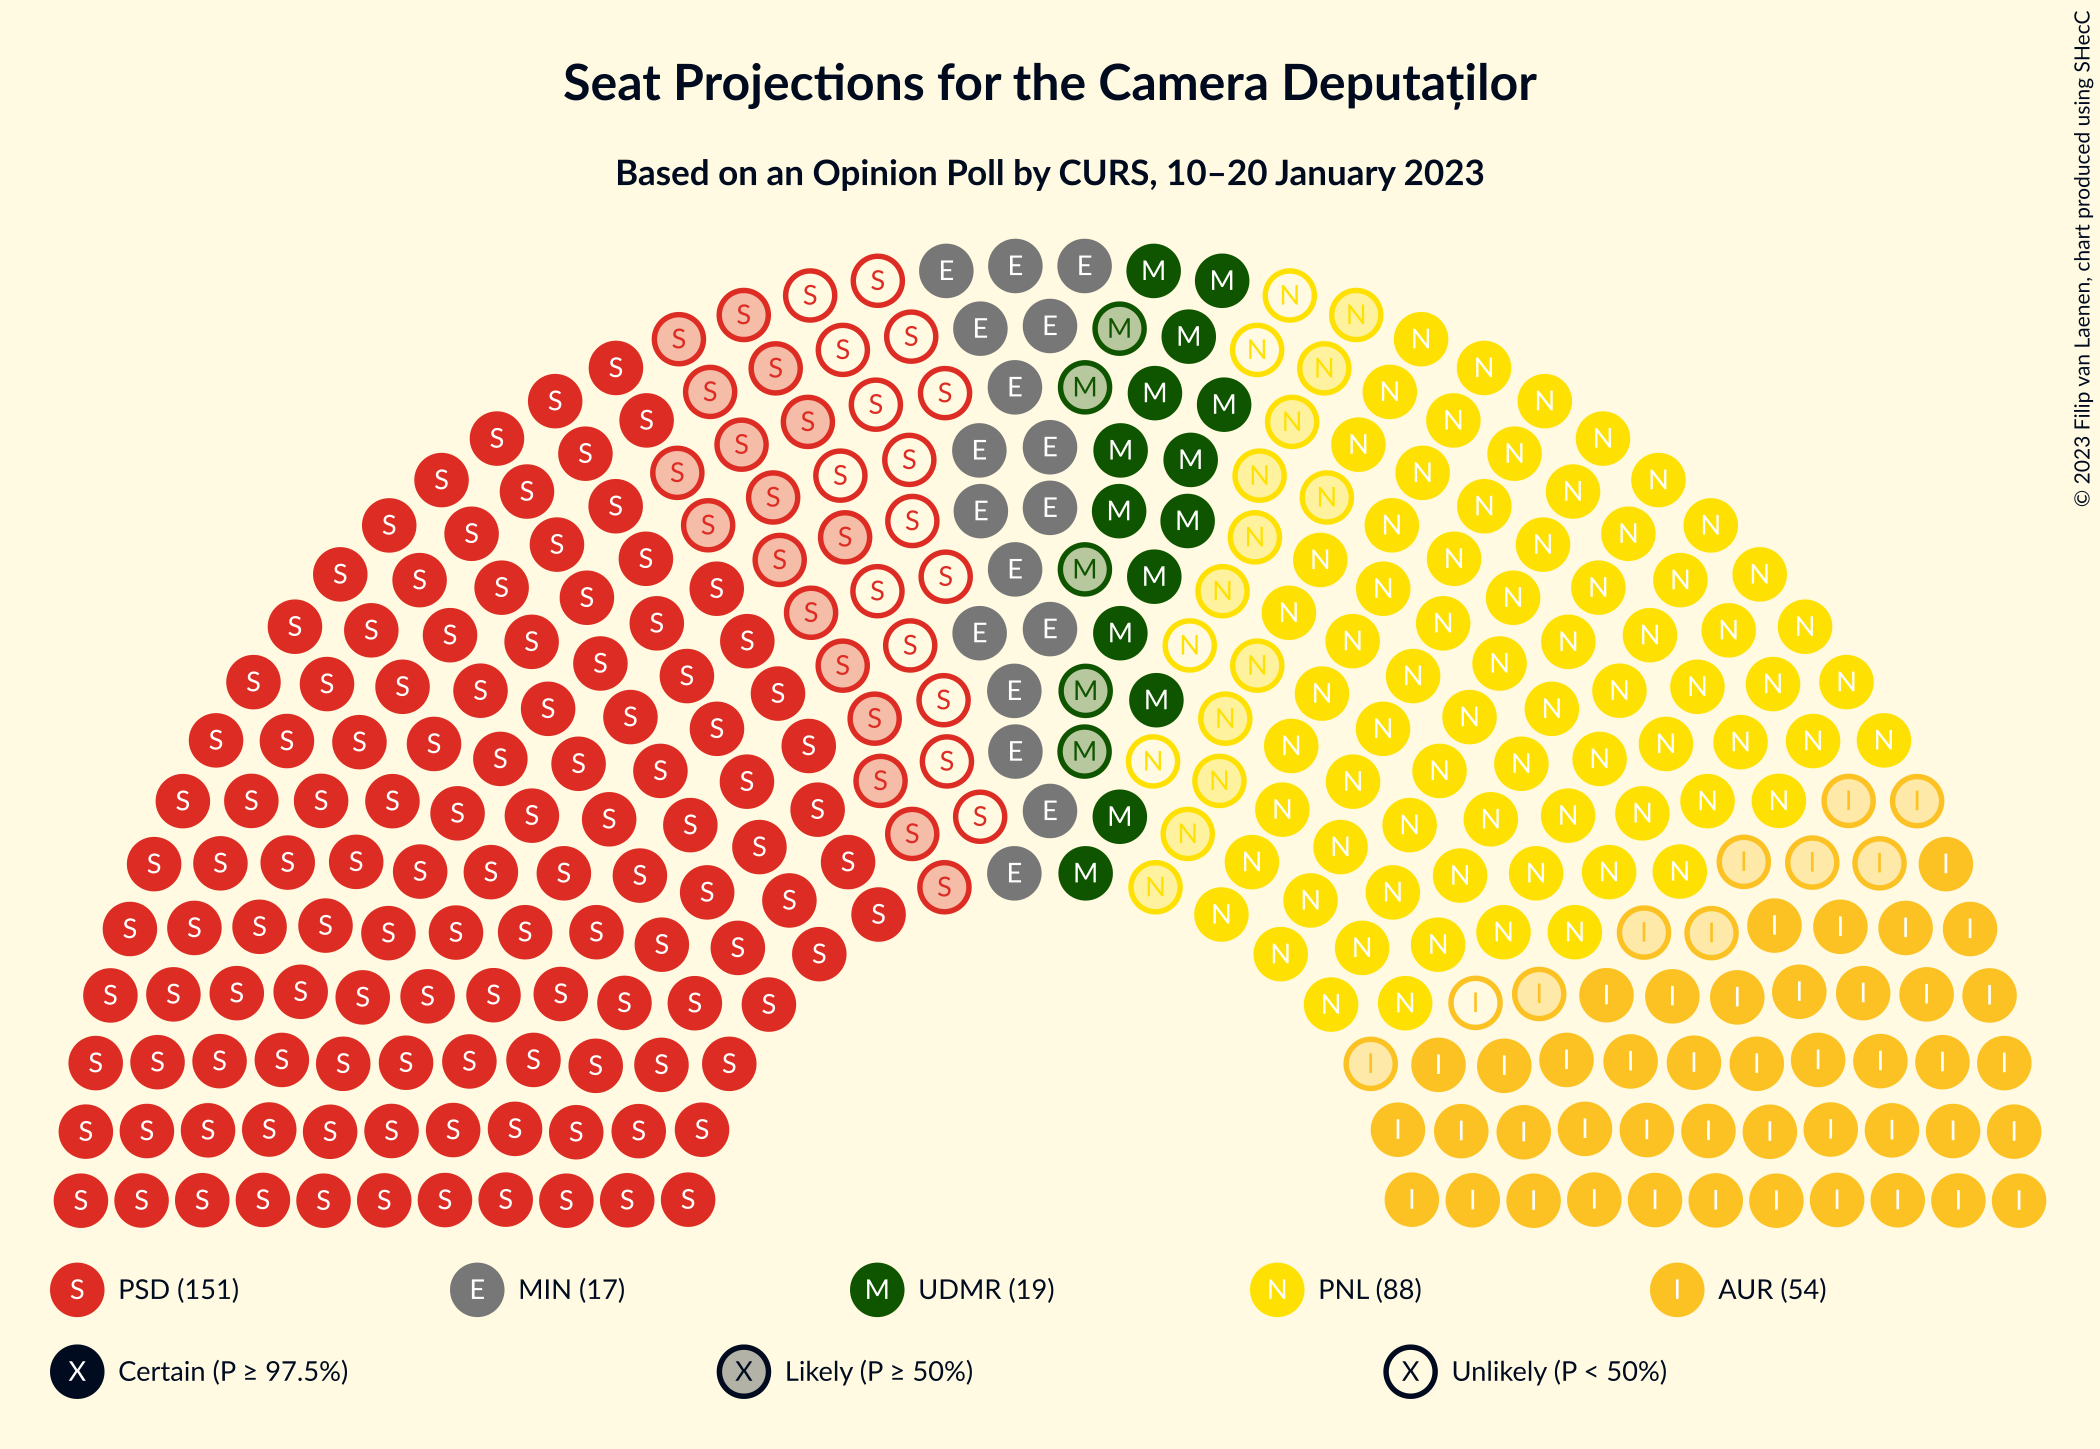 Seat Projections for the Camera Deputaților
Based on an Opinion Poll by CURS, 10–20 January 2023
© 2023 Filip van Laenen, chart produced using SHecC
S PSD (151)
E MIN (17)
M UDMR (19)
N PNL (88)
I AUR (54)
X Certain (P ≥ 97.5%)
X Likely (P ≥ 50%)
X Unlikely (P < 50%)